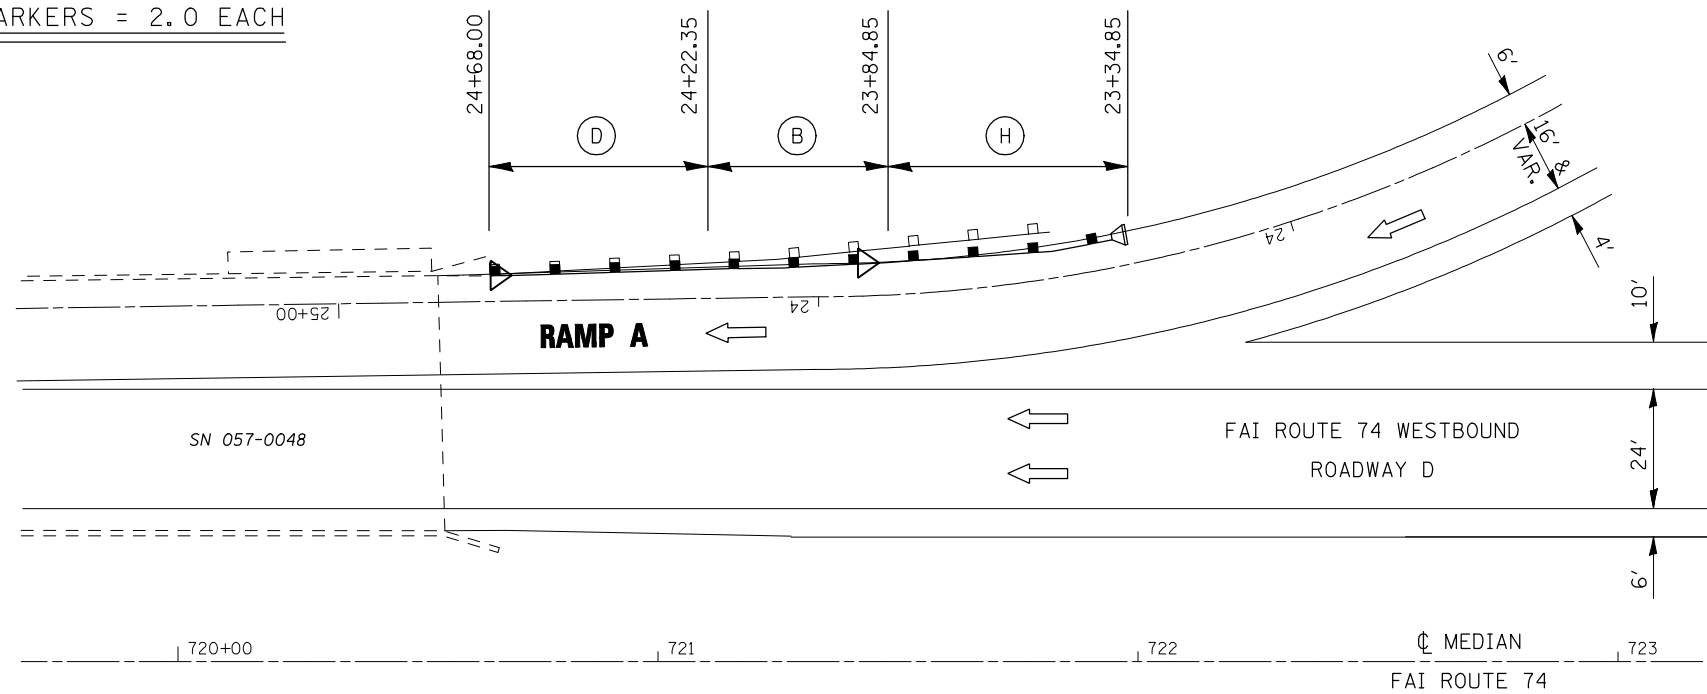 ARKERS = 2.0 EACH
24+68.00
24+22.35
23+84.85
23+34.85
D
B
H
6'
16' &
VAR.
4'
24
25+00
24
RAMP A
10'
SN 057-0048
FAI ROUTE 74 WESTBOUND
ROADWAY D
24'
6'
720+00
721
722
℄ MEDIAN
723
FAI ROUTE 74